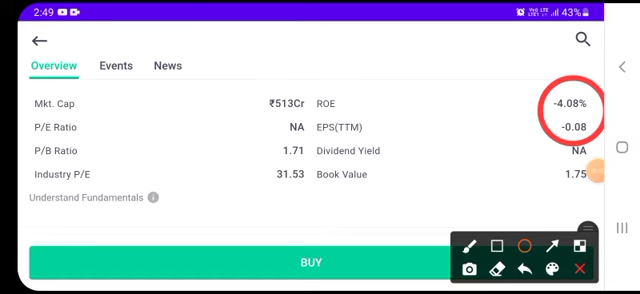 2:49 43%
Overview Events News
Mkt. Cap ₹513Cr ROE -4.08%
P/E Ratio NA EPS(TTM) -0.08
P/B Ratio 1.71 Dividend Yield NA
Industry P/E 31.53 Book Value 1.75
Understand Fundamentals
BUY